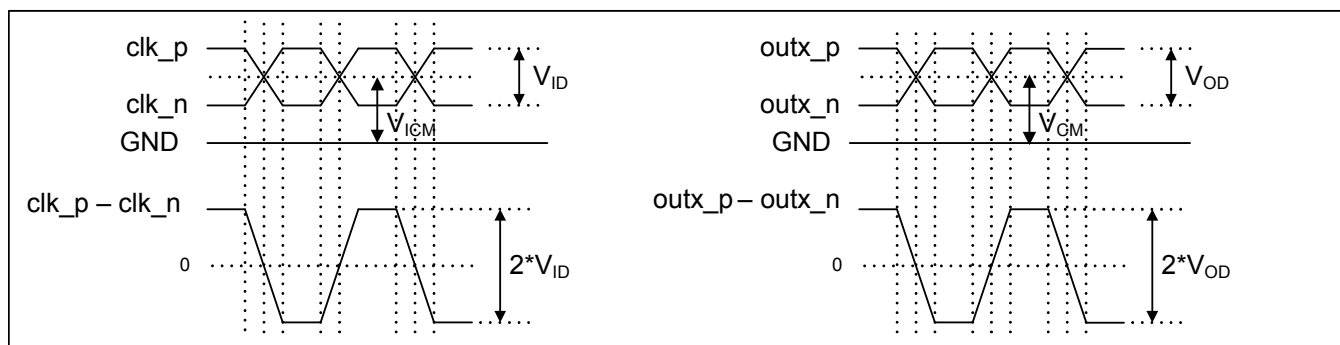 clk_p
V_ID
clk_n
V_ICM
GND
clk_p – clk_n
0
2*V_ID
outx_p
V_OD
outx_n
V_CM
GND
outx_p – outx_n
0
2*V_OD